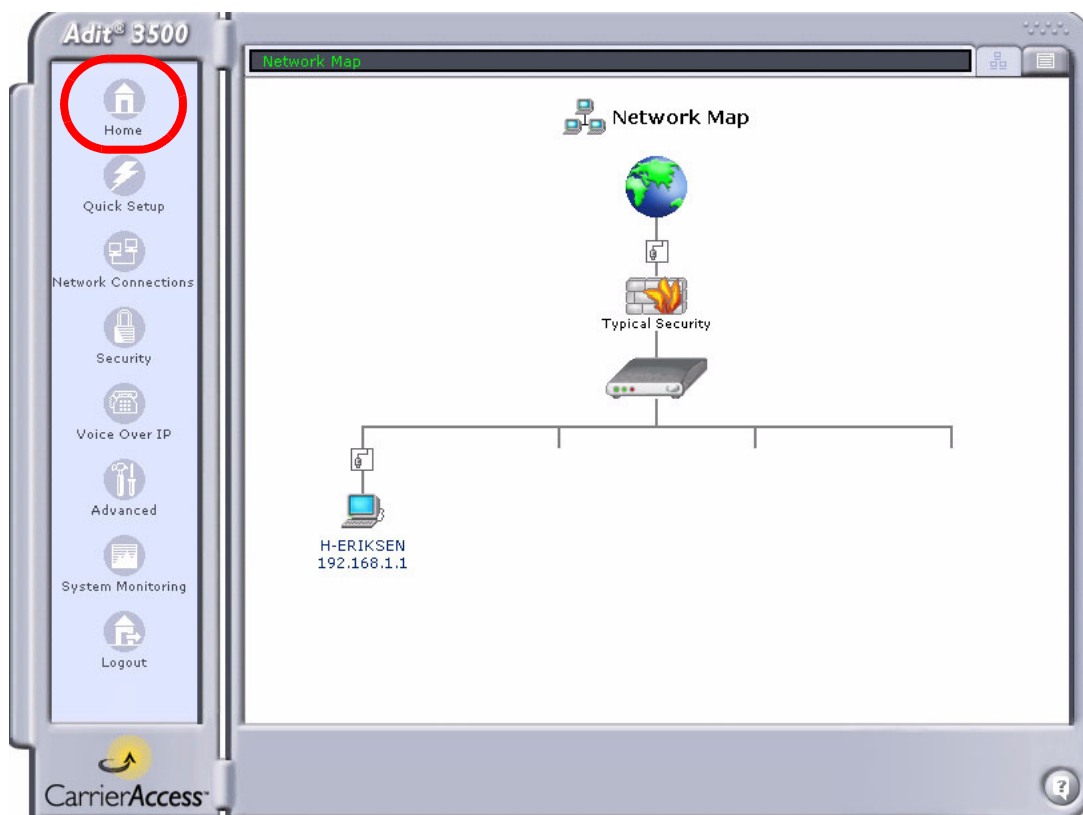 Adit® 3500
Network Map
Home
Quick Setup
Network Connections
Security
Voice Over IP
Advanced
System Monitoring
Logout
Network Map
Typical Security
H-ERIKSEN
192.168.1.1
CarrierAccess™
?